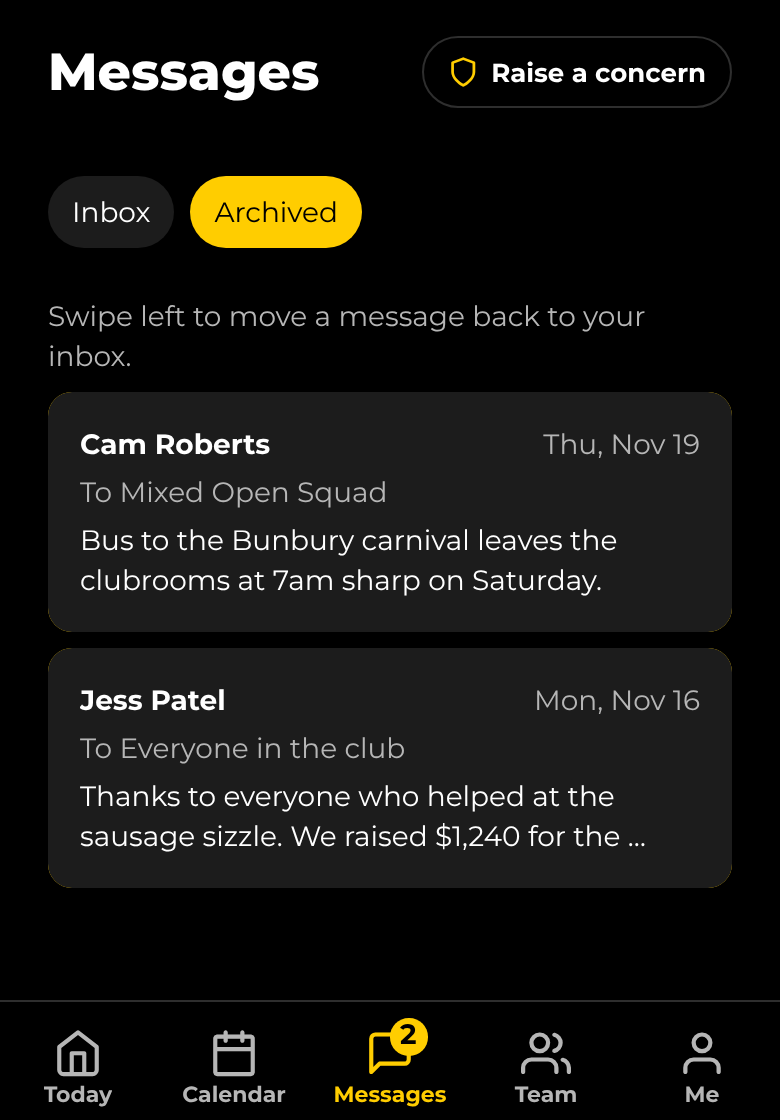 Messages
Raise a concern
Inbox
Archived
Swipe left to move a message back to your
inbox.
Cam Roberts
Thu, Nov 19
To Mixed Open Squad
Bus to the Bunbury carnival leaves the
clubrooms at 7am sharp on Saturday.
Jess Patel
Mon, Nov 16
To Everyone in the club
Thanks to everyone who helped at the
sausage sizzle. We raised $1,240 for the ...
2
Today
Calendar
Messages
Team
Me